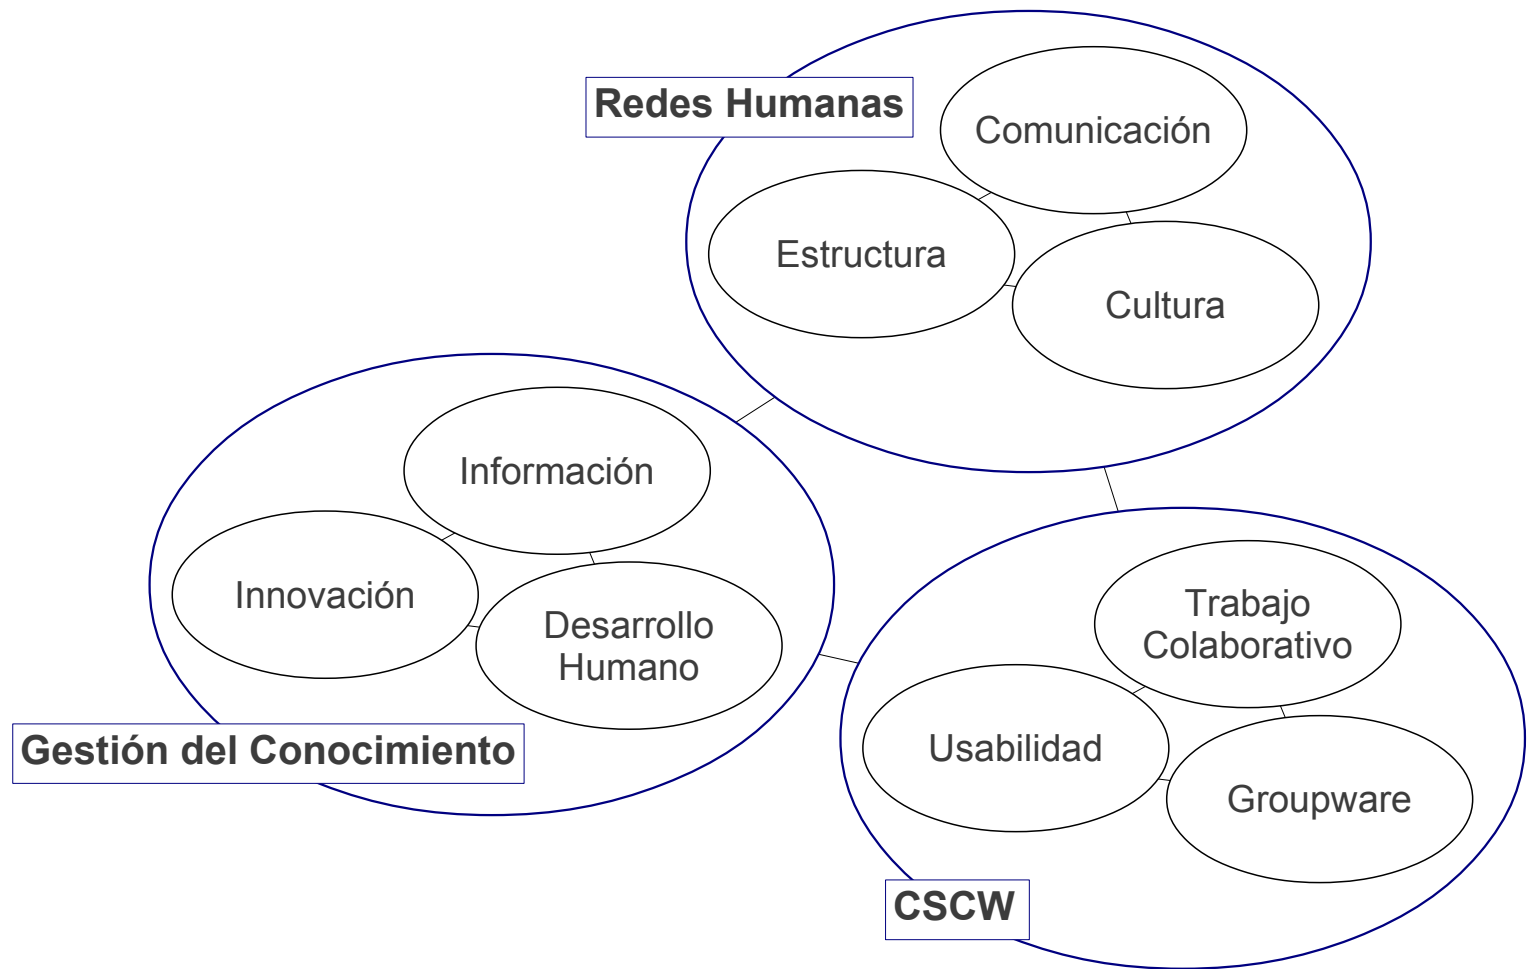 Redes Humanas
Comunicación
Estructura
Cultura
Información
Innovación
Desarrollo
Humano
Gestión del Conocimiento
Trabajo
Colaborativo
Usabilidad
Groupware
CSCW